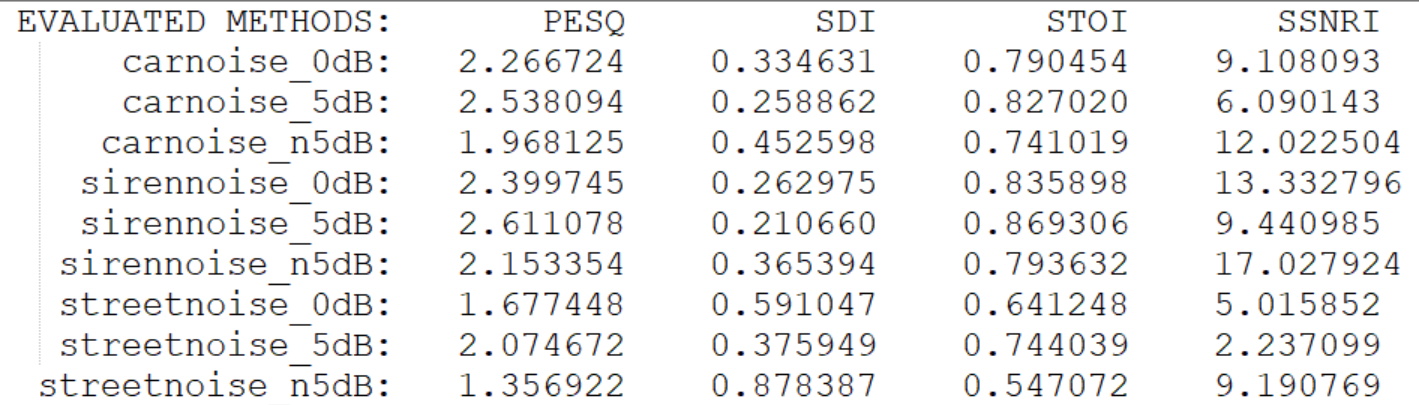 EVALUATED METHODS: PESQ SDI STOI SSNRI
carnoise_0dB: 2.266724 0.334631 0.790454 9.108093
carnoise_5dB: 2.538094 0.258862 0.827020 6.090143
carnoise_n5dB: 1.968125 0.452598 0.741019 12.022504
sirennoise_0dB: 2.399745 0.262975 0.835898 13.332796
sirennoise_5dB: 2.611078 0.210660 0.869306 9.440985
sirennoise_n5dB: 2.153354 0.365394 0.793632 17.027924
streetnoise_0dB: 1.677448 0.591047 0.641248 5.015852
streetnoise_5dB: 2.074672 0.375949 0.744039 2.237099
streetnoise_n5dB: 1.356922 0.878387 0.547072 9.190769